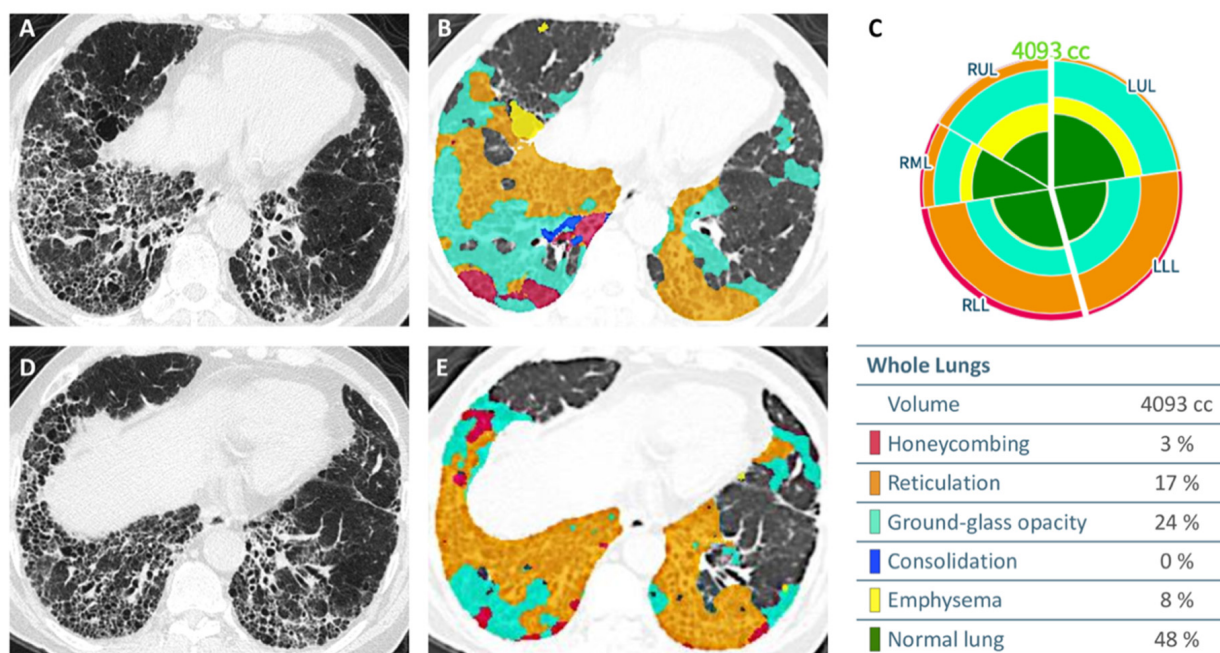 A
B
C
4093 cc
RUL
LUL
RML
RLL
LLL
D
E
Whole Lungs
Volume 4093 cc
Honeycombing 3 %
Reticulation 17 %
Ground-glass opacity 24 %
Consolidation 0 %
Emphysema 8 %
Normal lung 48 %